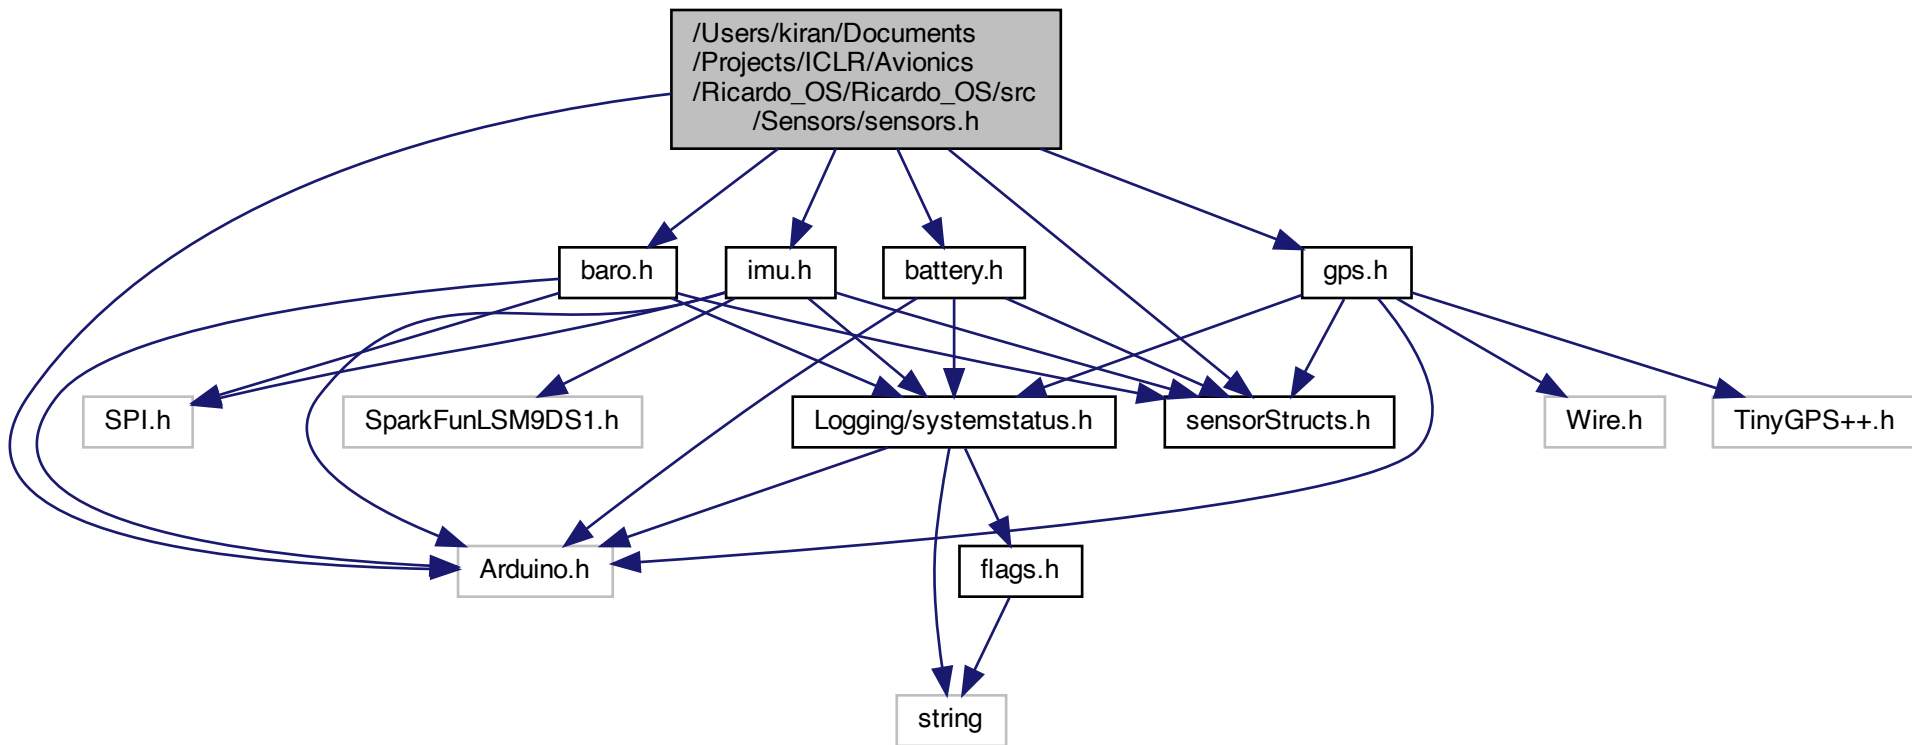 /Users/kiran/Documents
/Projects/ICLR/Avionics
/Ricardo_OS/Ricardo_OS/src
/Sensors/sensors.h
baro.h
imu.h
battery.h
gps.h
SPI.h
SparkFunLSM9DS1.h
Logging/systemstatus.h
sensorStructs.h
Wire.h
TinyGPS++.h
Arduino.h
flags.h
string